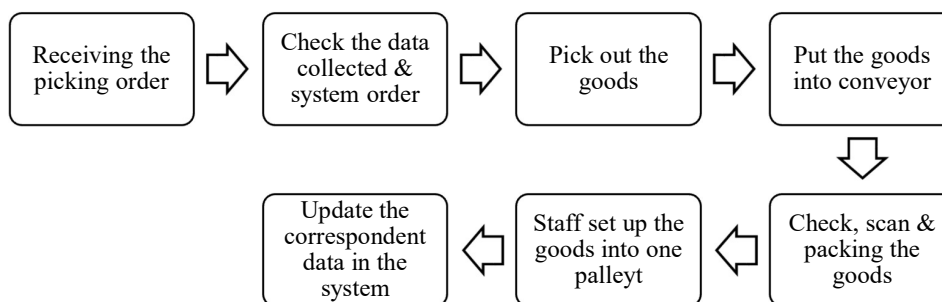 Receiving the
picking order
Check the data
collected &
system order
Pick out the
goods
Put the goods
into conveyor
Check, scan &
packing the
goods
Staff set up the
goods into one
palleyt
Update the
correspondent
data in the
system